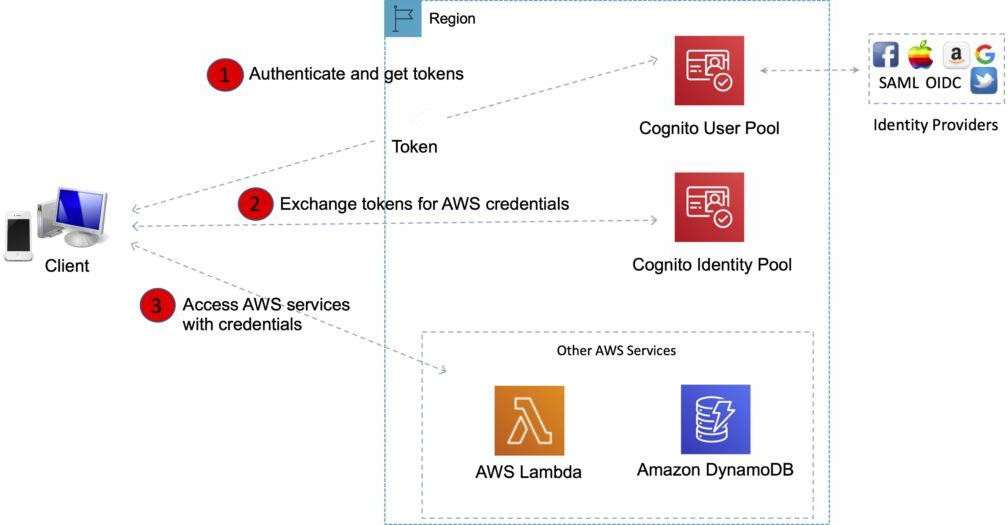 Region
1
Authenticate and get tokens
SAML OIDC
Cognito User Pool
Identity Providers
Token
2
Exchange tokens for AWS credentials
Client
Cognito Identity Pool
3
Access AWS services
with credentials
Other AWS Services
AWS Lambda
Amazon DynamoDB